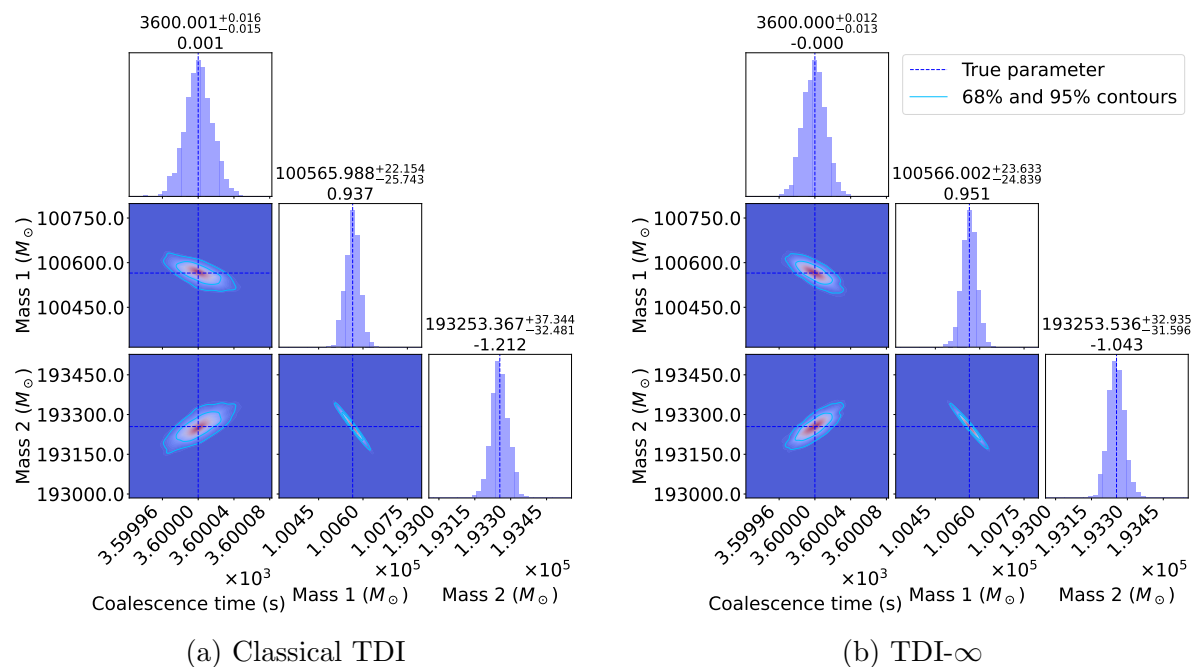 3600.001+0.016
−0.015
0.001
3600.000+0.012
−0.013
-0.000
True parameter
68% and 95% contours
100565.988+22.154
−25.743
0.937
100566.002+23.633
−24.839
0.951
Mass 1 (M⊙)
100750.0
100600.0
100450.0
Mass 1 (M⊙)
100750.0
100600.0
100450.0
193253.367+37.344
−32.481
-1.212
193253.536+32.935
−31.596
-1.043
Mass 2 (M⊙)
193450.0
193300.0
193150.0
193000.0
Mass 2 (M⊙)
193450.0
193300.0
193150.0
193000.0
3.59996 3.60000 3.60004 3.60008 1.0045 1.0060 1.0075 1.9300 1.9315 1.9330 1.9345
×10³ ×10⁵ ×10⁵
Coalescence time (s) Mass 1 (M⊙) Mass 2 (M⊙)
3.59996 3.60000 3.60004 3.60008 1.0045 1.0060 1.0075 1.9300 1.9315 1.9330 1.9345
×10³ ×10⁵ ×10⁵
Coalescence time (s) Mass 1 (M⊙) Mass 2 (M⊙)
(a) Classical TDI
(b) TDI-∞